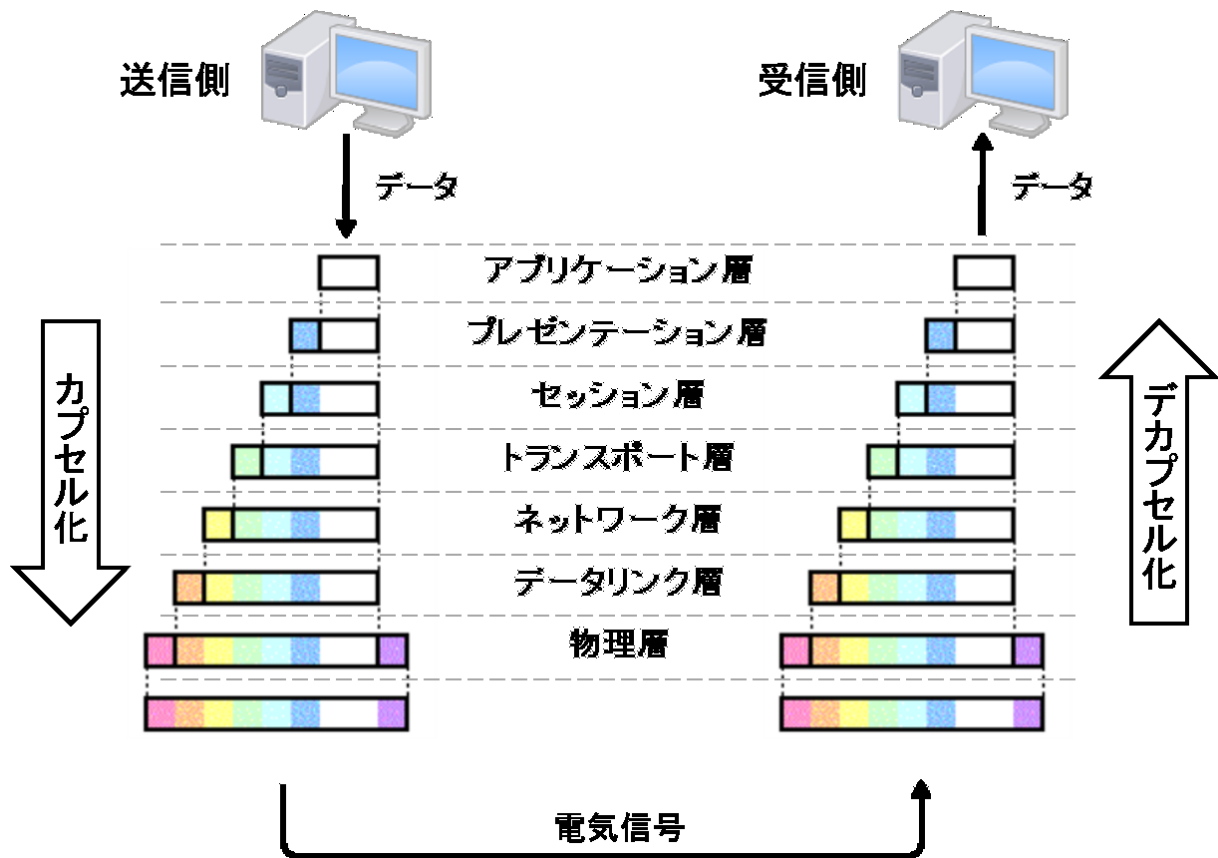 送信側
受信側
データ
データ
アプリケーション層
プレゼンテーション層
セッション層
トランスポート層
ネットワーク層
データリンク層
物理層
カプセル化
デカプセル化
電気信号